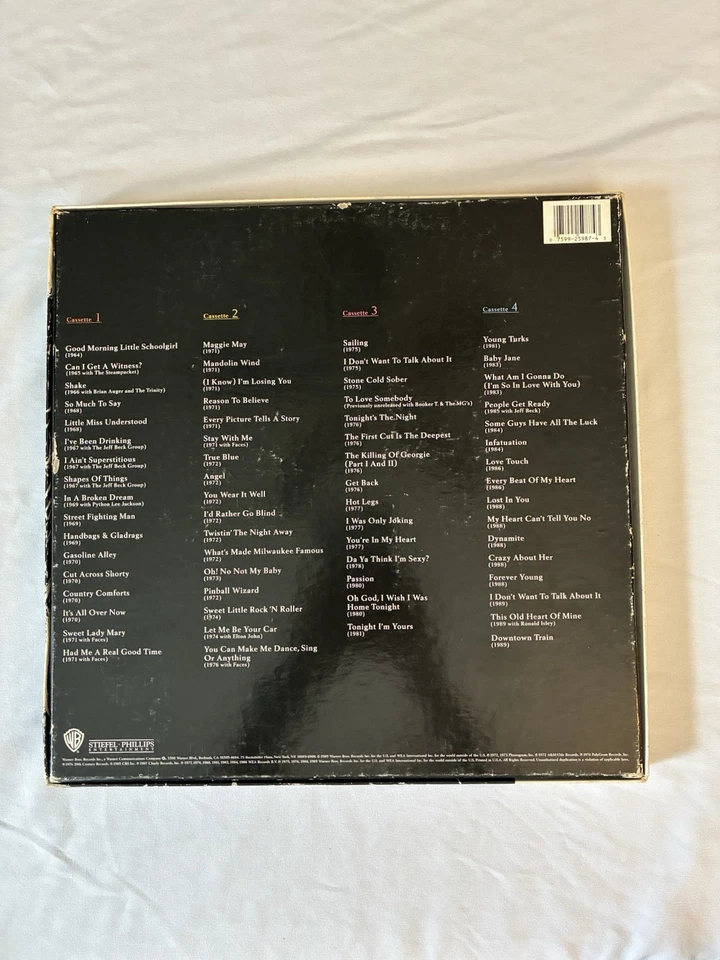 0 7599-25987-4 3
Cassette 1
Good Morning Little Schoolgirl
(1964)
Can I Get A Witness?
(1965 with The Steampacket)
Shake
(1966 with Brian Auger and The Trinity)
So Much To Say
(1968)
Little Miss Understood
(1968)
I've Been Drinking
(1967 with The Jeff Beck Group)
I Ain't Superstitious
(1967 with The Jeff Beck Group)
Shapes Of Things
(1967 with The Jeff Beck Group)
In A Broken Dream
(1969 with Python Lee Jackson)
Street Fighting Man
(1969)
Handbags & Gladrags
(1969)
Gasoline Alley
(1970)
Cut Across Shorty
(1970)
Country Comforts
(1970)
It's All Over Now
(1970)
Sweet Lady Mary
(1971 with Faces)
Had Me A Real Good Time
(1971 with Faces)
Cassette 2
Maggie May
(1971)
Mandolin Wind
(1971)
(I Know) I'm Losing You
(1971)
Reason To Believe
(1971)
Every Picture Tells A Story
(1971)
Stay With Me
(1971 with Faces)
True Blue
(1972)
Angel
(1972)
You Wear It Well
(1972)
I'd Rather Go Blind
(1972)
Twistin' The Night Away
(1972)
What's Made Milwaukee Famous
(1972)
Oh! No Not My Baby
(1973)
Pinball Wizard
(1972)
Sweet Little Rock 'N Roller
(1974)
Let Me Be Your Car
(1974 with Elton John)
You Can Make Me Dance, Sing
Or Anything
(1976 with Faces)
Cassette 3
Sailing
(1975)
I Don't Want To Talk About It
(1975)
Stone Cold Sober
(1975)
To Love Somebody
(Previously unreleased with Booker T. & The MG's)
Tonight's The Night
(1976)
The First Cut Is The Deepest
(1976)
The Killing Of Georgie
(Part I And II)
(1976)
Get Back
(1976)
Hot Legs
(1977)
I Was Only Joking
(1977)
You're In My Heart
(1977)
Da Ya Think I'm Sexy?
(1978)
Passion
(1980)
Oh God, I Wish I Was
Home Tonight
(1980)
Tonight I'm Yours
(1981)
Cassette 4
Young Turks
(1981)
Baby Jane
(1983)
What Am I Gonna Do
(I'm So In Love With You)
(1983)
People Get Ready
(1985 with Jeff Beck)
Some Guys Have All The Luck
(1984)
Infatuation
(1984)
Love Touch
(1986)
Every Beat Of My Heart
(1986)
Lost In You
(1988)
My Heart Can't Tell You No
(1988)
Dynamite
(1988)
Crazy About Her
(1988)
Forever Young
(1988)
I Don't Want To Talk About It
(1989)
This Old Heart Of Mine
(1989 with Ronald Isley)
Downtown Train
(1989)
WB
STIEFEL·PHILLIPS
ENTERTAINMENT
Warner Bros. Records Inc., a Warner Communications Company